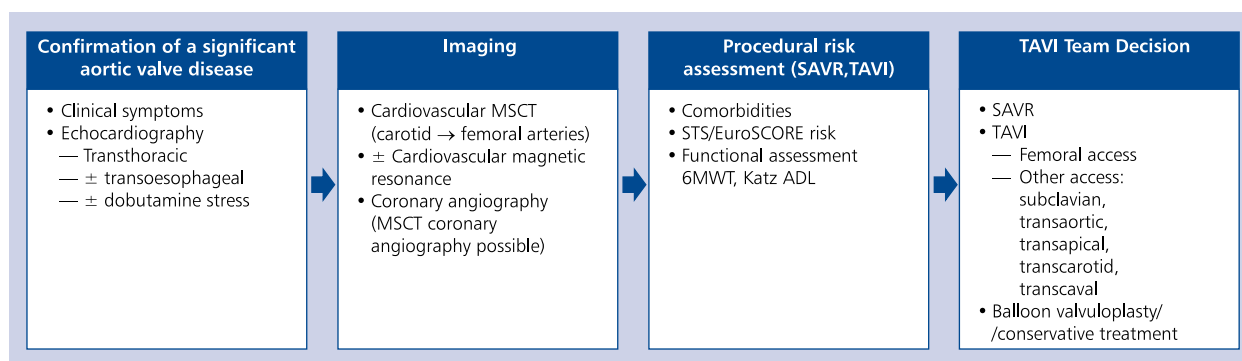 Confirmation of a significant
aortic valve disease
• Clinical symptoms
• Echocardiography
— Transthoracic
— ± transoesophageal
— ± dobutamine stress
Imaging
• Cardiovascular MSCT
(carotid → femoral arteries)
• ± Cardiovascular magnetic
resonance
• Coronary angiography
(MSCT coronary
angiography possible)
Procedural risk
assessment (SAVR,TAVI)
• Comorbidities
• STS/EuroSCORE risk
• Functional assessment
6MWT, Katz ADL
TAVI Team Decision
• SAVR
• TAVI
— Femoral access
— Other access:
subclavian,
transaortic,
transapical,
transcarotid,
transcaval
• Balloon valvuloplasty/
/conservative treatment